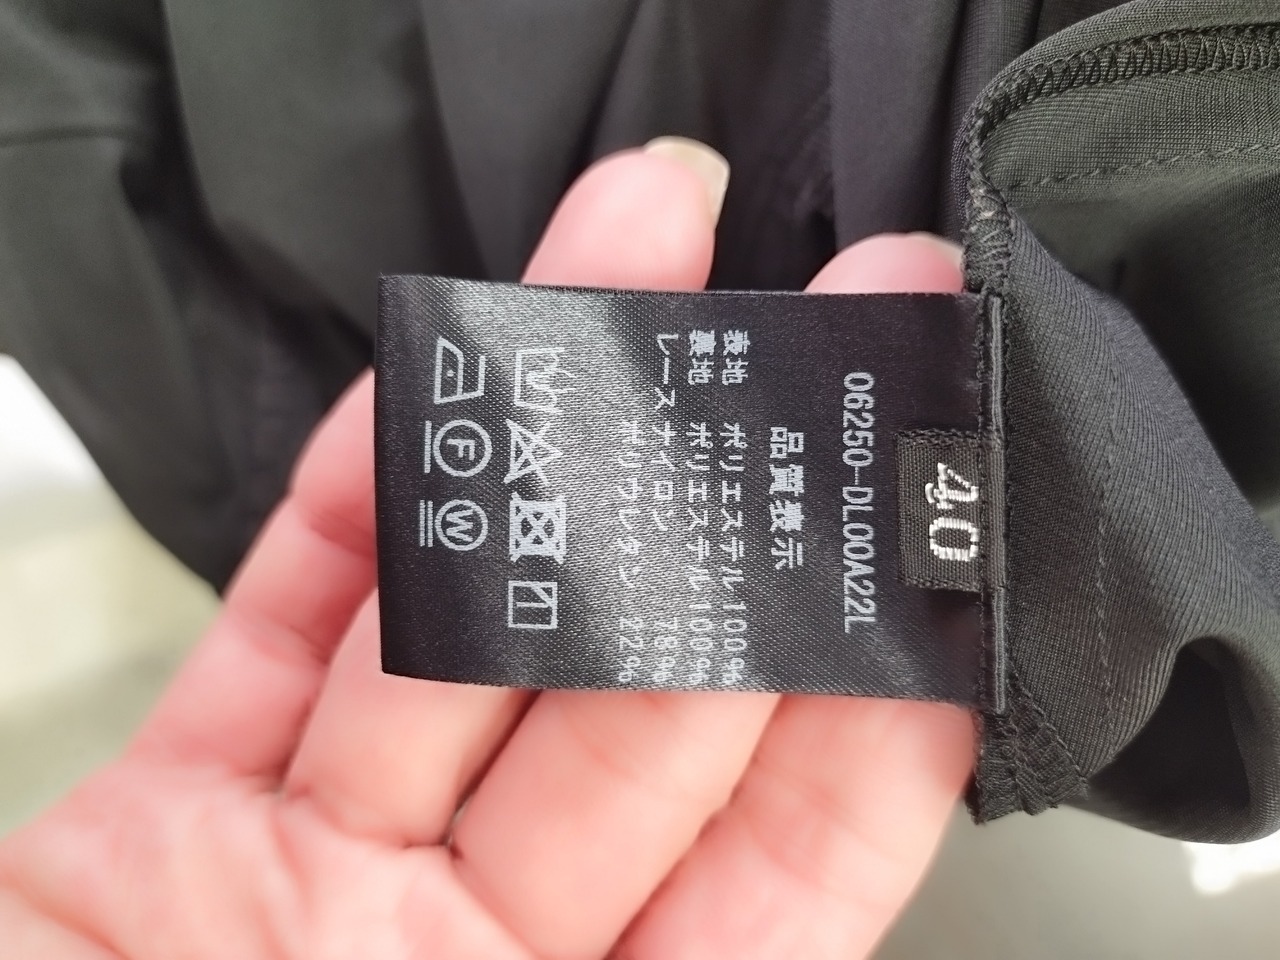 40
06250-DL00A22L
品質表示
表地 ポリエステル100%
裏地 ポリエステル100%
レース ナイロン 78%
ポリウレタン 22%
F
W